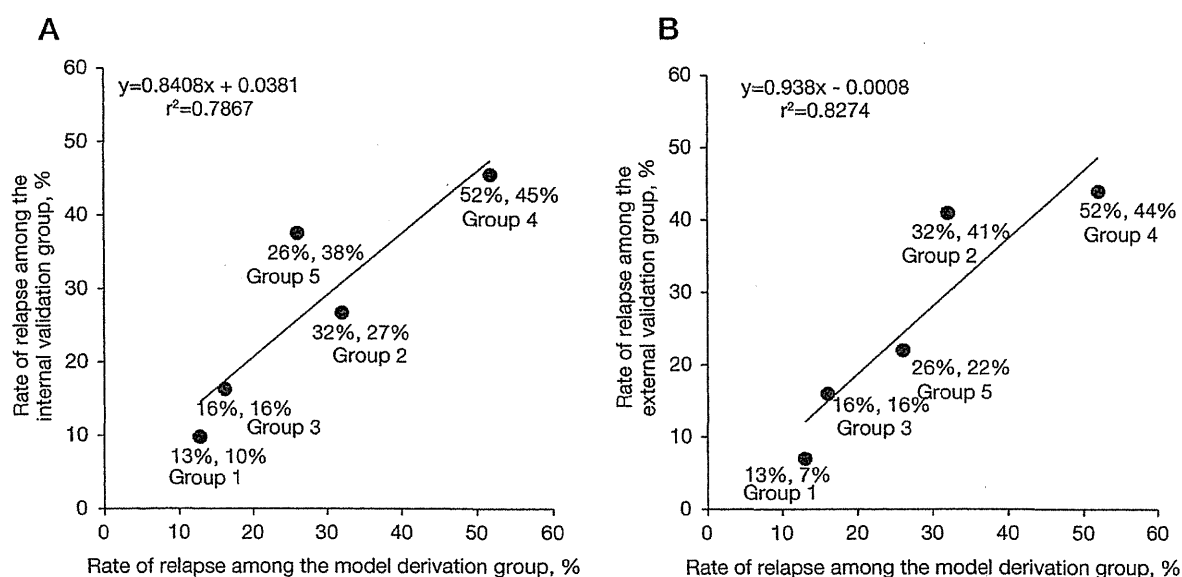 A
y=0.8408x + 0.0381
r²=0.7867
Rate of relapse among the
internal validation group, %
60
50
40
30
20
10
0
52%, 45%
Group 4
26%, 38%
Group 5
32%, 27%
Group 2
16%, 16%
Group 3
13%, 10%
Group 1
0 10 20 30 40 50 60
Rate of relapse among the model derivation group, %
B
y=0.938x - 0.0008
r²=0.8274
Rate of relapse among the
external validation group, %
60
50
40
30
20
10
0
52%, 44%
Group 4
32%, 41%
Group 2
26%, 22%
Group 5
16%, 16%
Group 3
13%, 7%
Group 1
0 10 20 30 40 50 60
Rate of relapse among the model derivation group, %